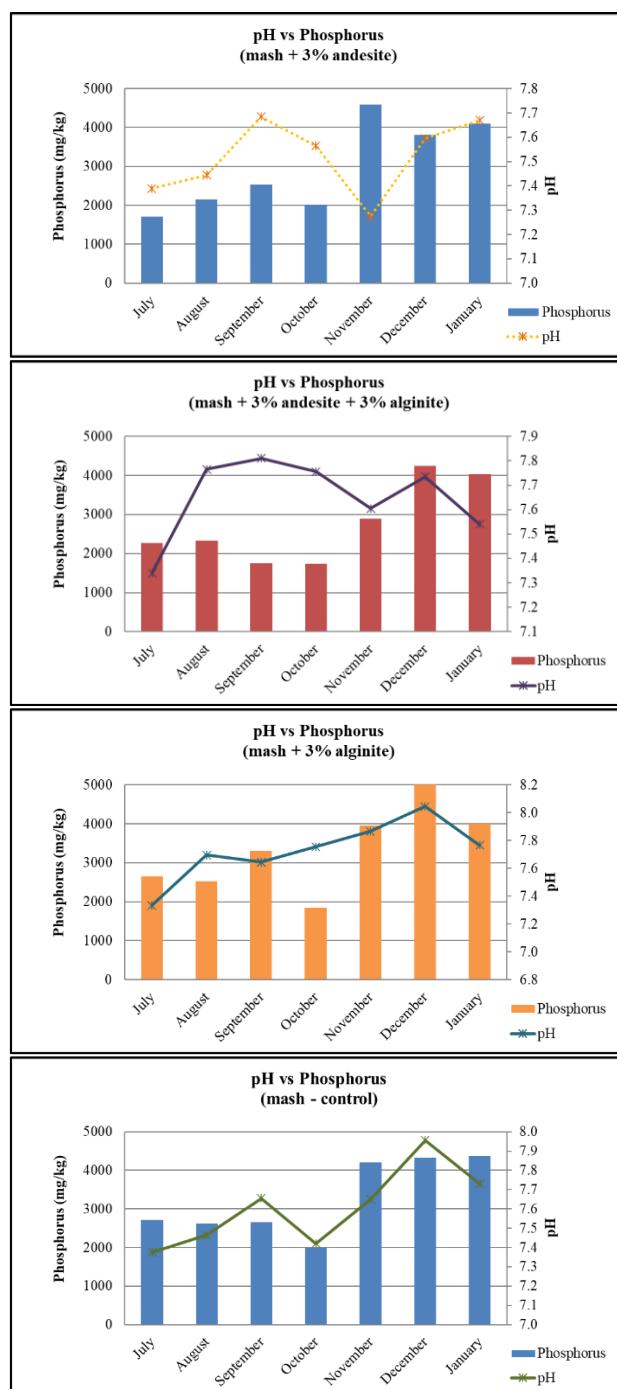 pH vs Phosphorus
(mash + 3% andesite)
Phosphorus (mg/kg)
5000
4000
3000
2000
1000
0
7.8
7.7
7.6
7.5
7.4
7.3
7.2
7.1
7.0
pH
July
August
September
October
November
December
January
Phosphorus
pH
pH vs Phosphorus
(mash + 3% andesite + 3% alginite)
Phosphorus (mg/kg)
5000
4000
3000
2000
1000
0
7.9
7.8
7.7
7.6
7.5
7.4
7.3
7.2
7.1
pH
July
August
September
October
November
December
January
Phosphorus
pH
pH vs Phosphorus
(mash + 3% alginite)
Phosphorus (mg/kg)
5000
4000
3000
2000
1000
0
8.2
8.0
7.8
7.6
7.4
7.2
7.0
6.8
pH
July
August
September
October
November
December
January
Phosphorus
pH
pH vs Phosphorus
(mash - control)
Phosphorus (mg/kg)
5000
4000
3000
2000
1000
0
8.0
7.9
7.8
7.7
7.6
7.5
7.4
7.3
7.2
7.1
7.0
pH
July
August
September
October
November
December
January
Phosphorus
pH